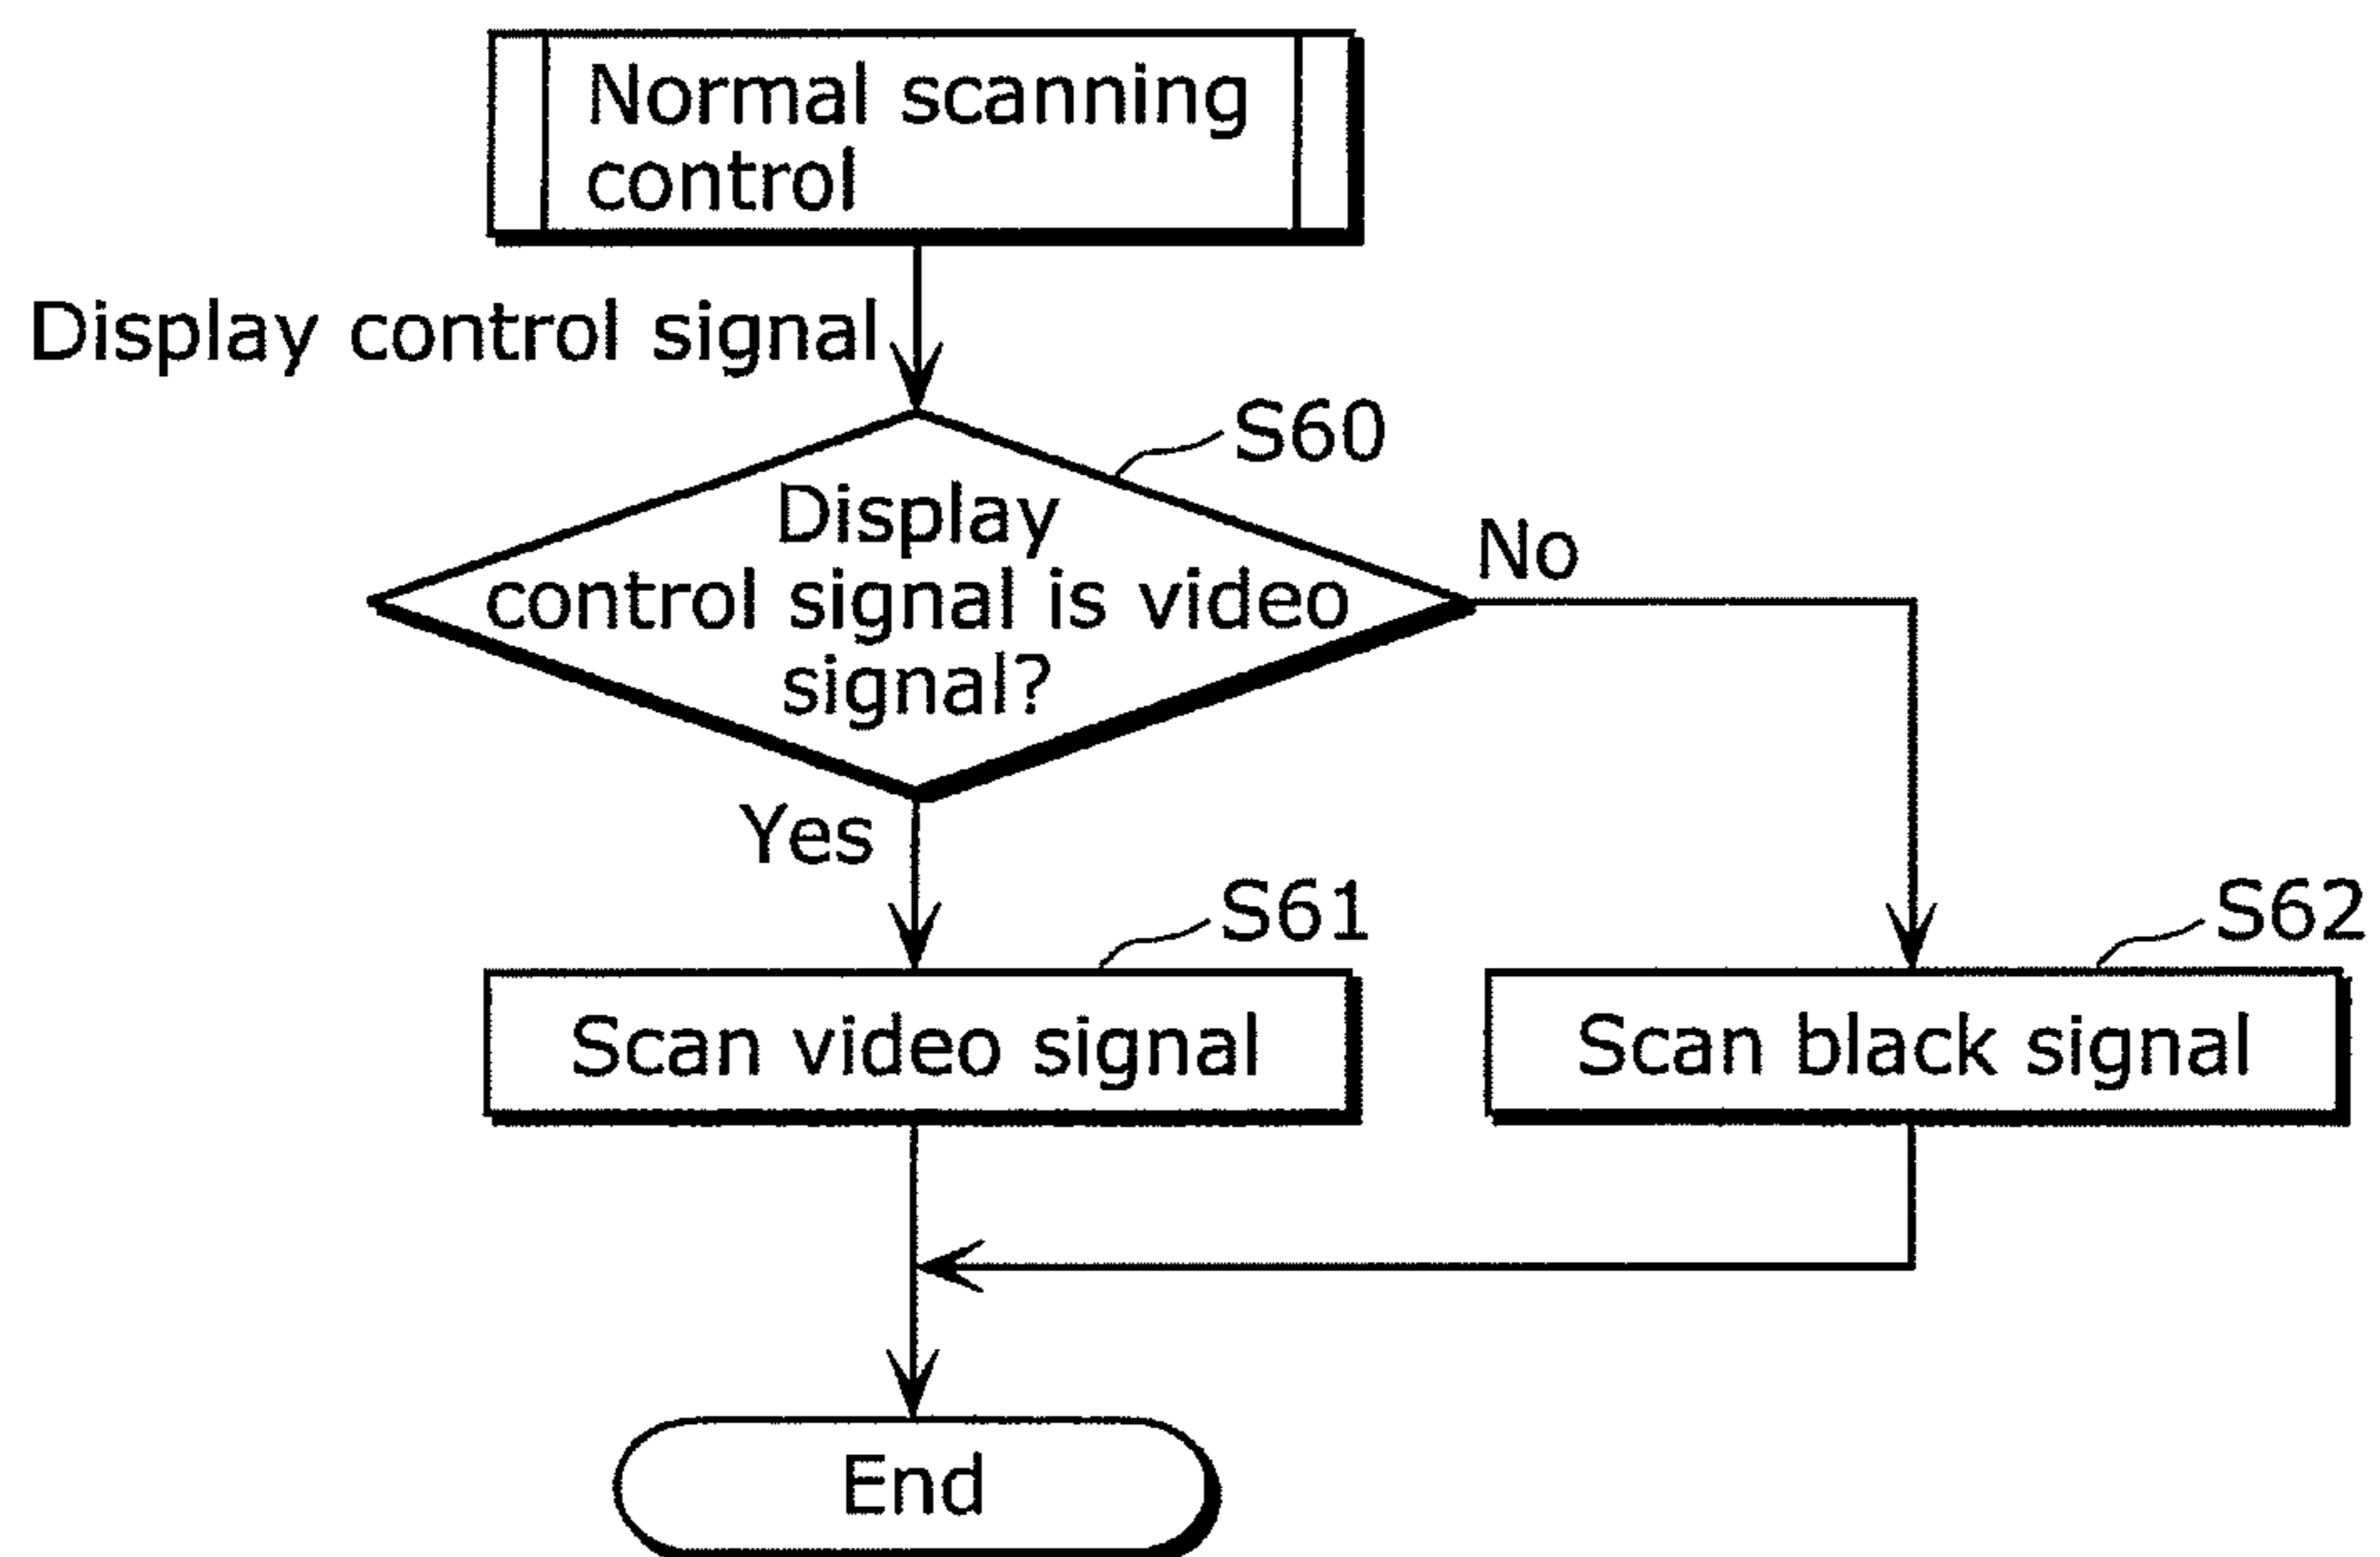 Normal scanning
control
Display control signal
S60
Display
control signal is video
signal?
No
Yes
S61
S62
Scan video signal
Scan black signal
End